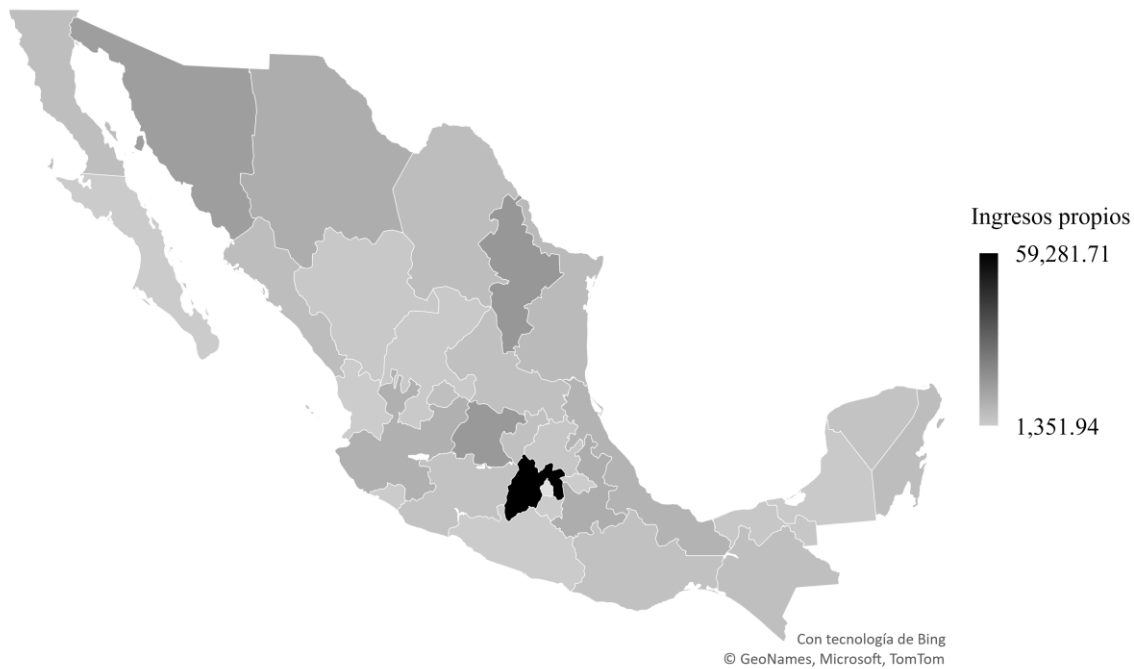 Ingresos propios
59,281.71
1,351.94
Con tecnología de Bing
© GeoNames, Microsoft, TomTom